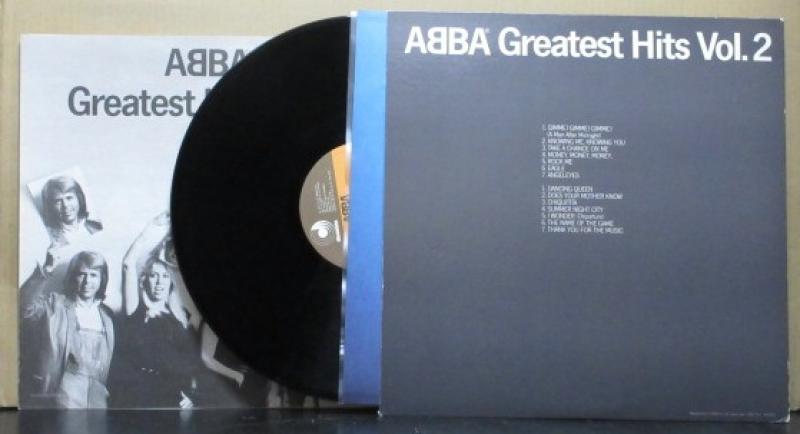 AᗺBA
Greatest
AᗺBA Greatest Hits Vol.2
1. GIMME! GIMME! GIMME!
(A Man After Midnight)
2. KNOWING ME, KNOWING YOU
3. TAKE A CHANCE ON ME
4. MONEY, MONEY, MONEY,
5. ROCK ME
6. EAGLE
7. ANGELEYES
1. DANCING QUEEN
2. DOES YOUR MOTHER KNOW
3. CHIQUITITA
4. SUMMER NIGHT CITY
5. I WONDER (Departure)
6. THE NAME OF THE GAME
7. THANK YOU FOR THE MUSIC
ABBA